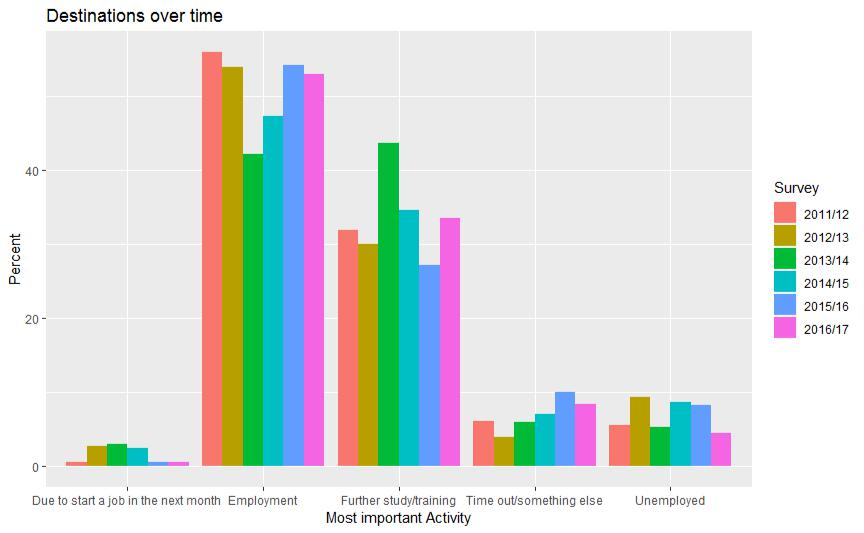 Destinations over time
Percent
40
20
0
Due to start a job in the next month Employment Further study/training Time out/something else Unemployed
Most important Activity
Survey
2011/12
2012/13
2013/14
2014/15
2015/16
2016/17